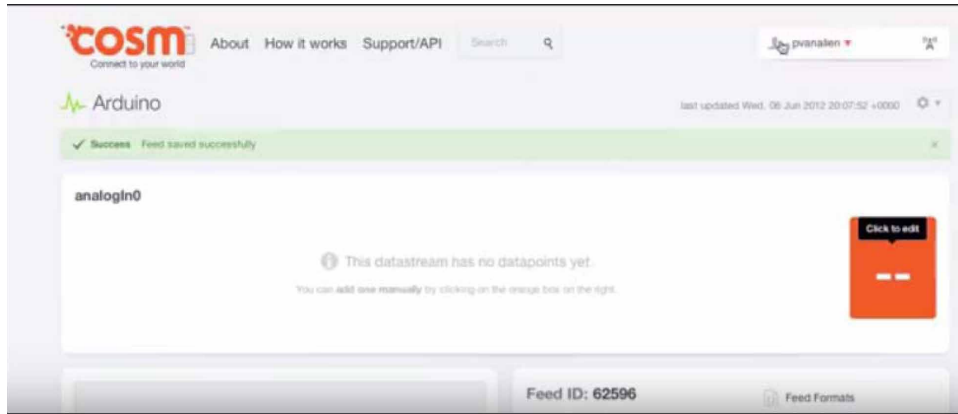 COSM
Connect to your world
About How it works Support/API Search pvanallen
Arduino
last updated Wed, 06 Jun 2012 20:07:52 +0000
Success Feed saved successfully
analogIn0
Click to edit
This datastream has no datapoints yet.
You can add one manually by clicking on the orange box on the right.
--
Feed ID: 62596
Feed Formats